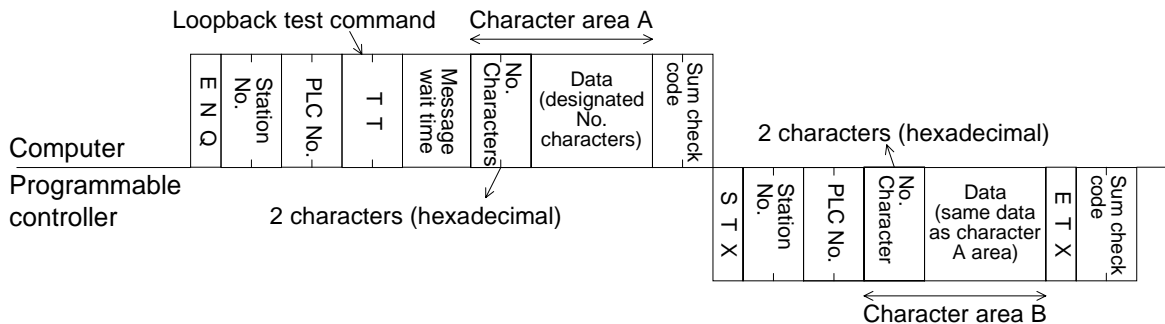 Loopback test command
Character area A
E N Q
Station
No.
PLC No.
T T
Message
wait time
No.
Characters
Data
(designated
No.
characters)
Sum check
code
Computer
2 characters (hexadecimal)
Programmable
controller
2 characters (hexadecimal)
S T X
Station
No.
PLC No.
No.
Character
Data
(same data
as character
A area)
E T X
Sum check
code
Character area B